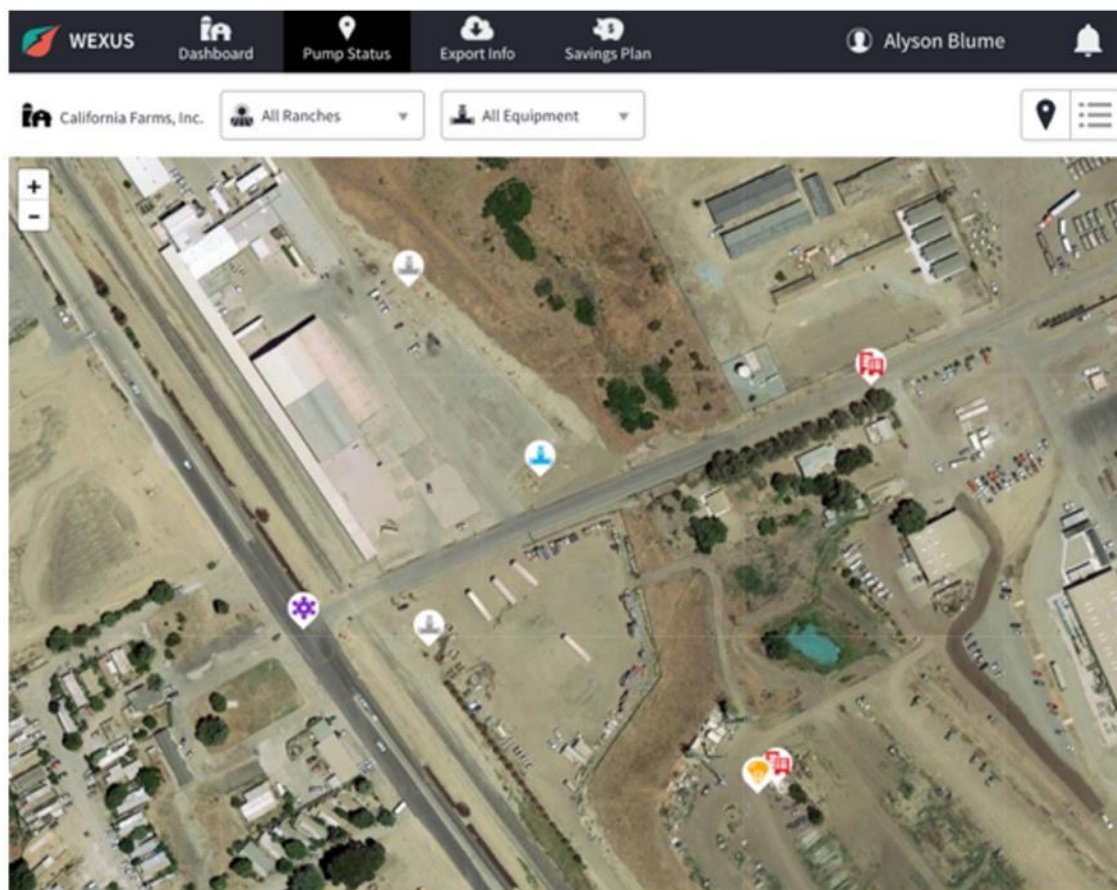 WEXUS
Dashboard
Pump Status
Export Info
Savings Plan
Alyson Blume
California Farms, Inc.
All Ranches
All Equipment
+
-